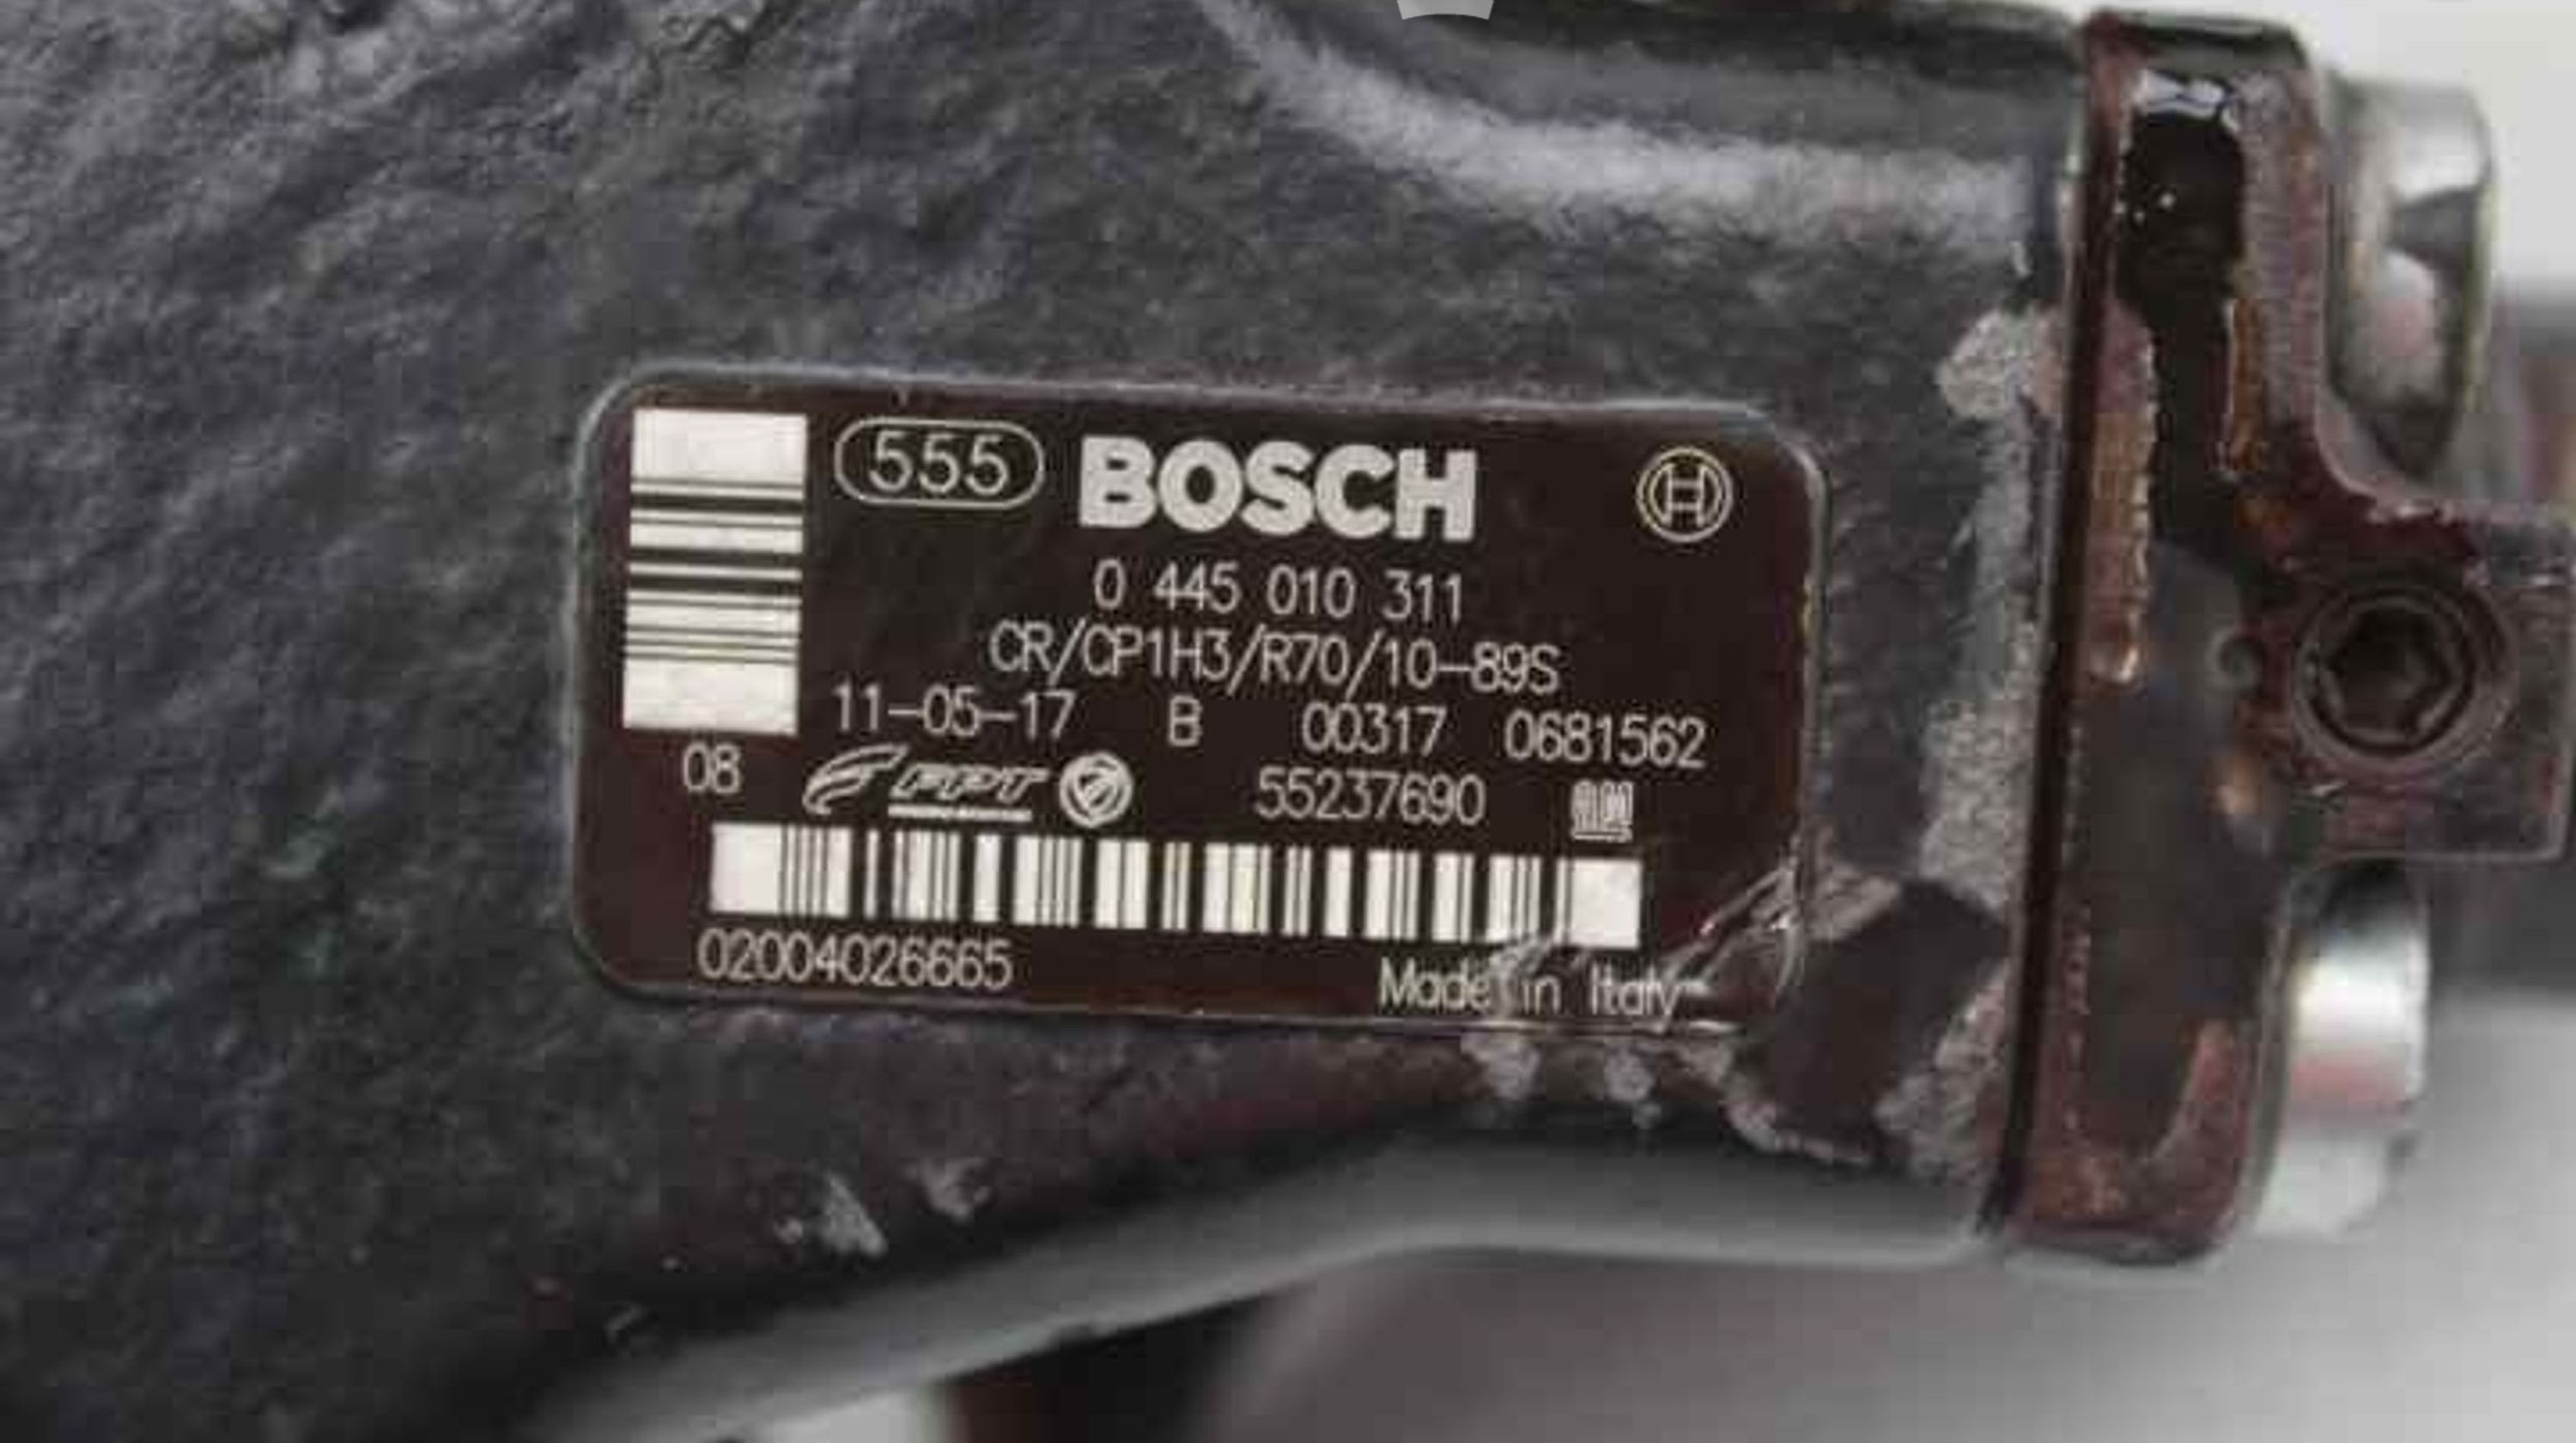 555 BOSCH
0 445 010 311
CR/CP1H3/R70/10-89S
11-05-17 B 00317 0681562
08 FPT 55237690 GM
02004026665 Made in Italy